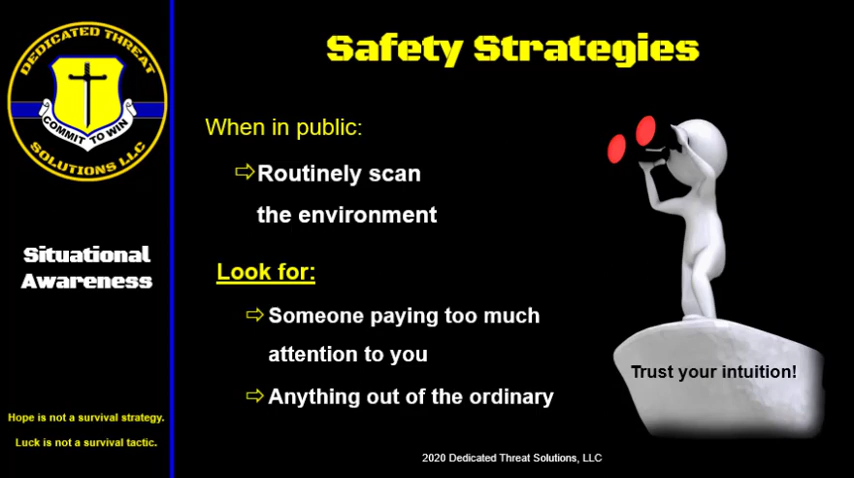 DEDICATED THREAT
COMMIT TO WIN
SOLUTIONS LLC
Situational
Awareness
Hope is not a survival strategy.
Luck is not a survival tactic.
Safety Strategies
When in public:
⇨Routinely scan
the environment
Look for:
⇨Someone paying too much
attention to you
⇨Anything out of the ordinary
Trust your intuition!
2020 Dedicated Threat Solutions, LLC